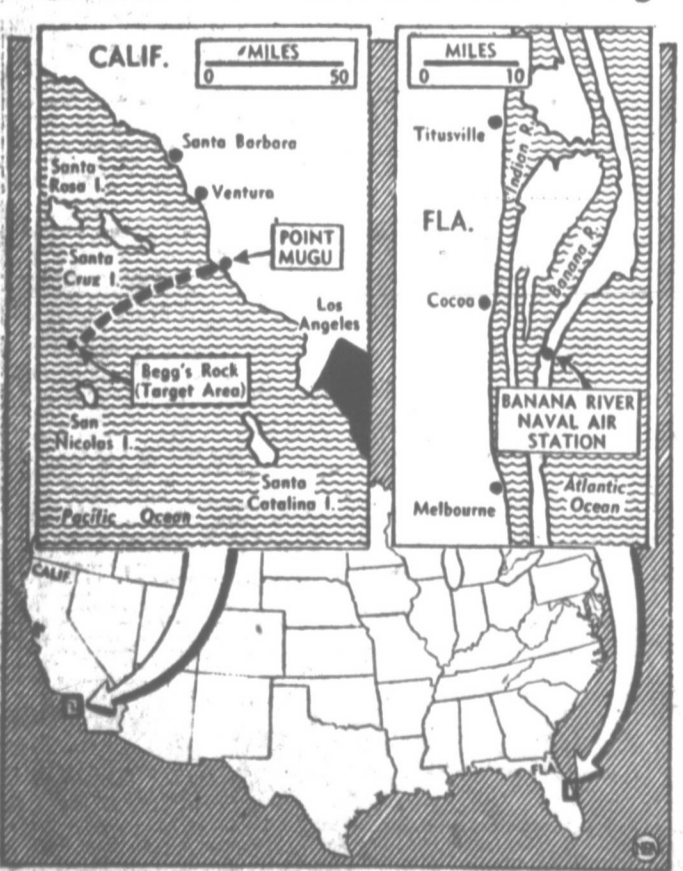 CALIF.
MILES
0 50
Santa Barbara
Santa
Rosa I.
Ventura
POINT
MUGU
Santa
Cruz I.
Los
Angeles
Begg's Rock
(Target Area)
San
Nicolas I.
Santa
Catalina I.
Pacific Ocean
MILES
0 10
Titusville
Indian R.
FLA.
Banana R.
Cocoa
BANANA RIVER
NAVAL AIR
STATION
Melbourne
Atlantic
Ocean
CALIF.
FLA.
NEA